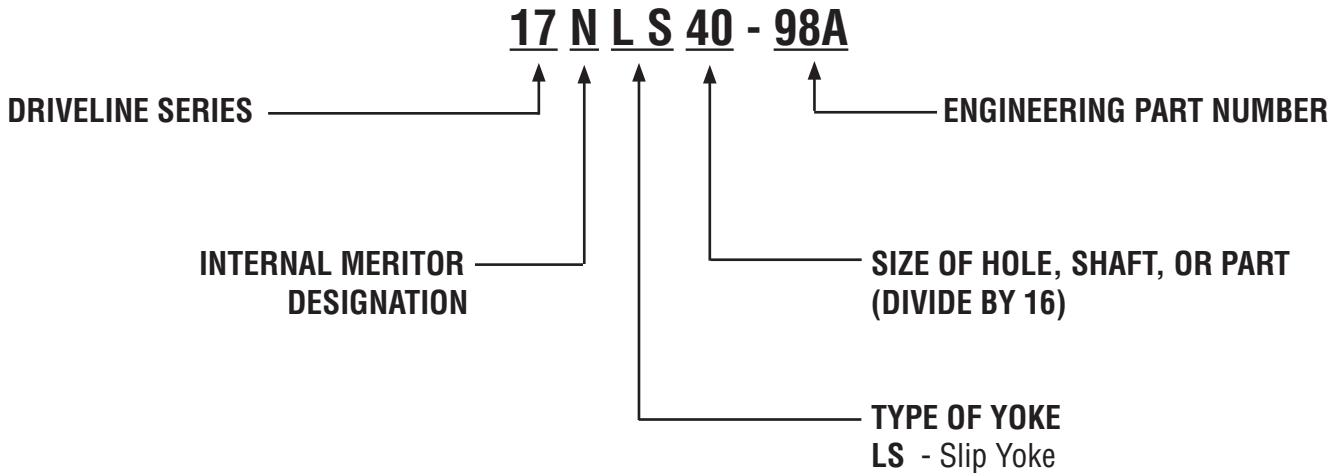 17 N L S 40 - 98A
DRIVELINE SERIES
ENGINEERING PART NUMBER
INTERNAL MERITOR
DESIGNATION
SIZE OF HOLE, SHAFT, OR PART
(DIVIDE BY 16)
TYPE OF YOKE
LS - Slip Yoke